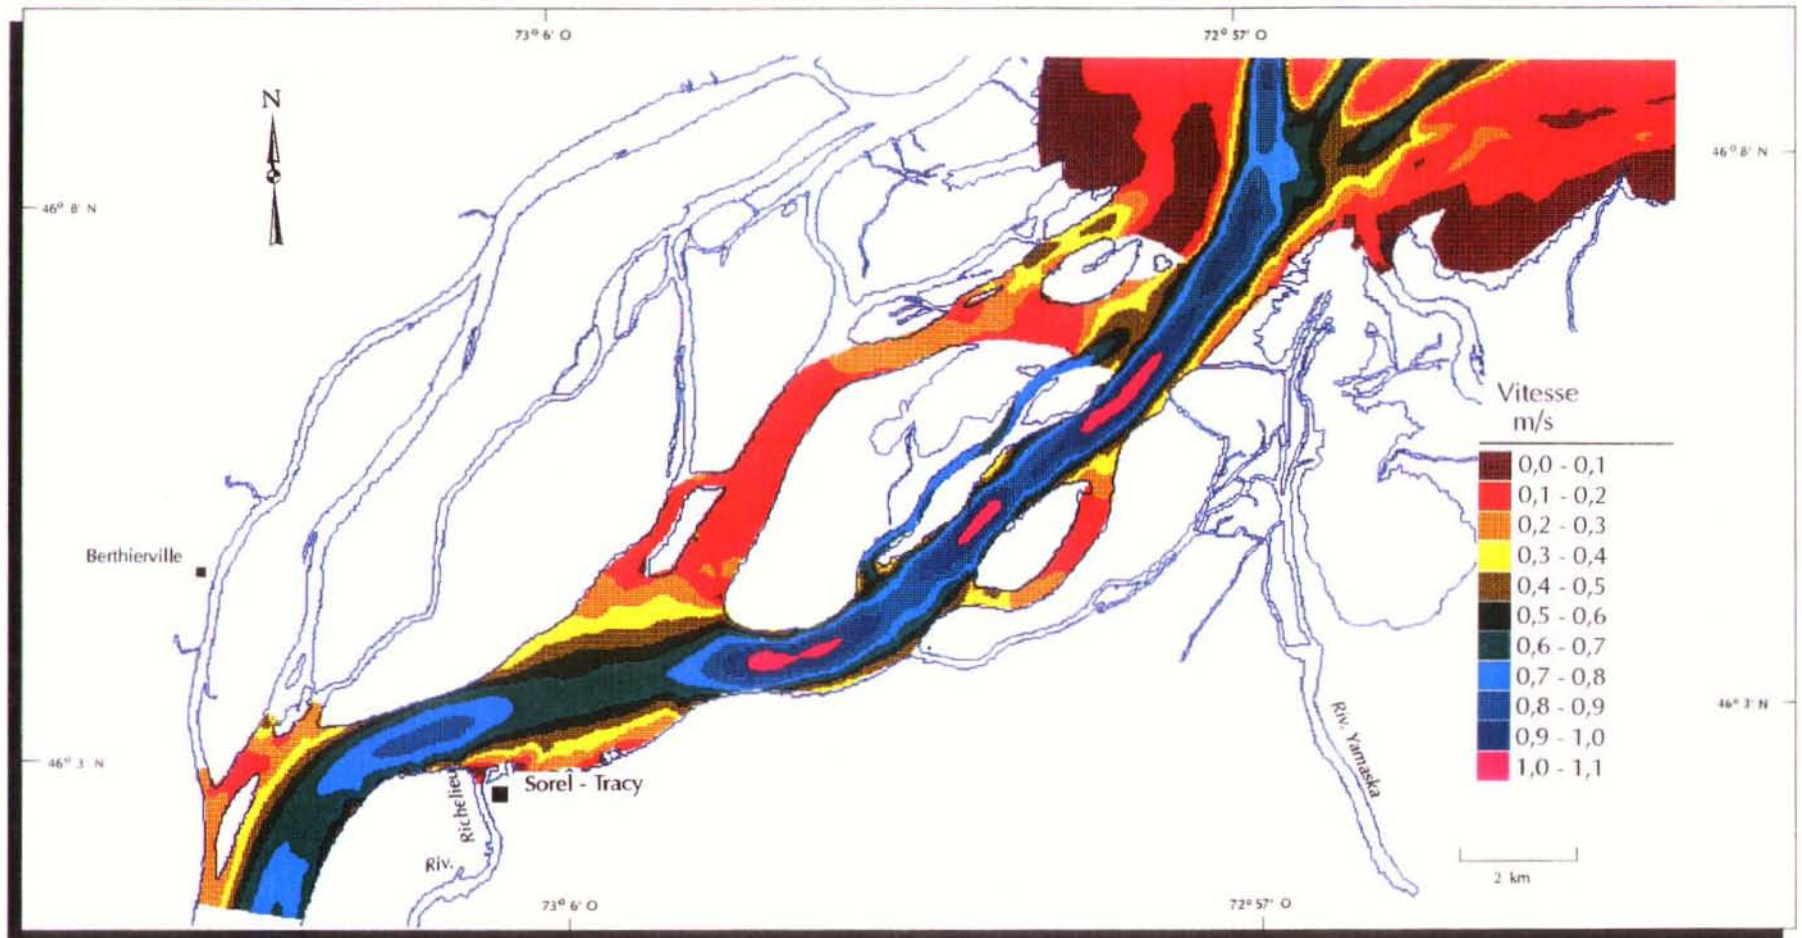 73° 6' O
72° 57' O
N
46° 8' N
46° 8' N
Vitesse
m/s
0,0 - 0,1
0,1 - 0,2
0,2 - 0,3
0,3 - 0,4
0,4 - 0,5
0,5 - 0,6
0,6 - 0,7
0,7 - 0,8
0,8 - 0,9
0,9 - 1,0
1,0 - 1,1
Berthierville
46° 3' N
46° 3' N
Sorel - Tracy
Riv. Richelieu
Riv. Yamaska
2 km
73° 6' O
72° 57' O